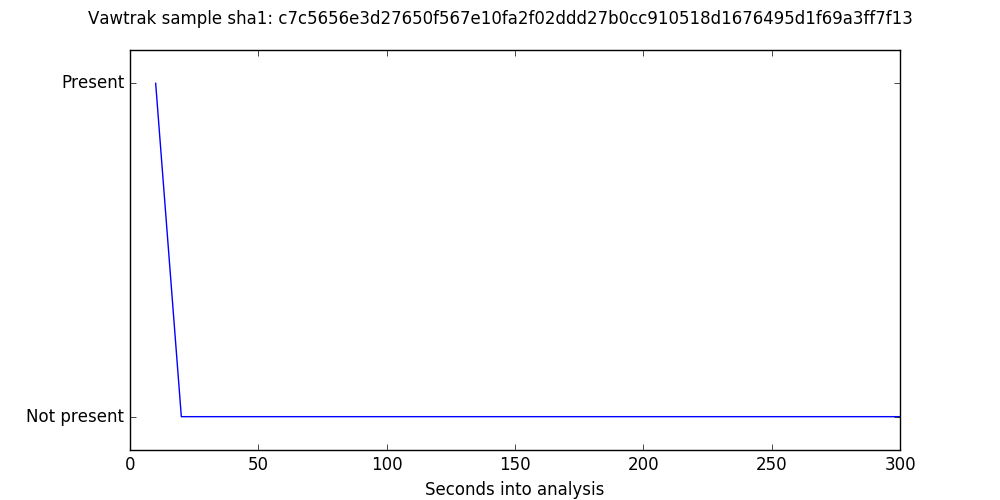 Vawtrak sample sha1: c7c5656e3d27650f567e10fa2f02ddd27b0cc910518d1676495d1f69a3ff7f13
Present
Not present
0 50 100 150 200 250 300
Seconds into analysis